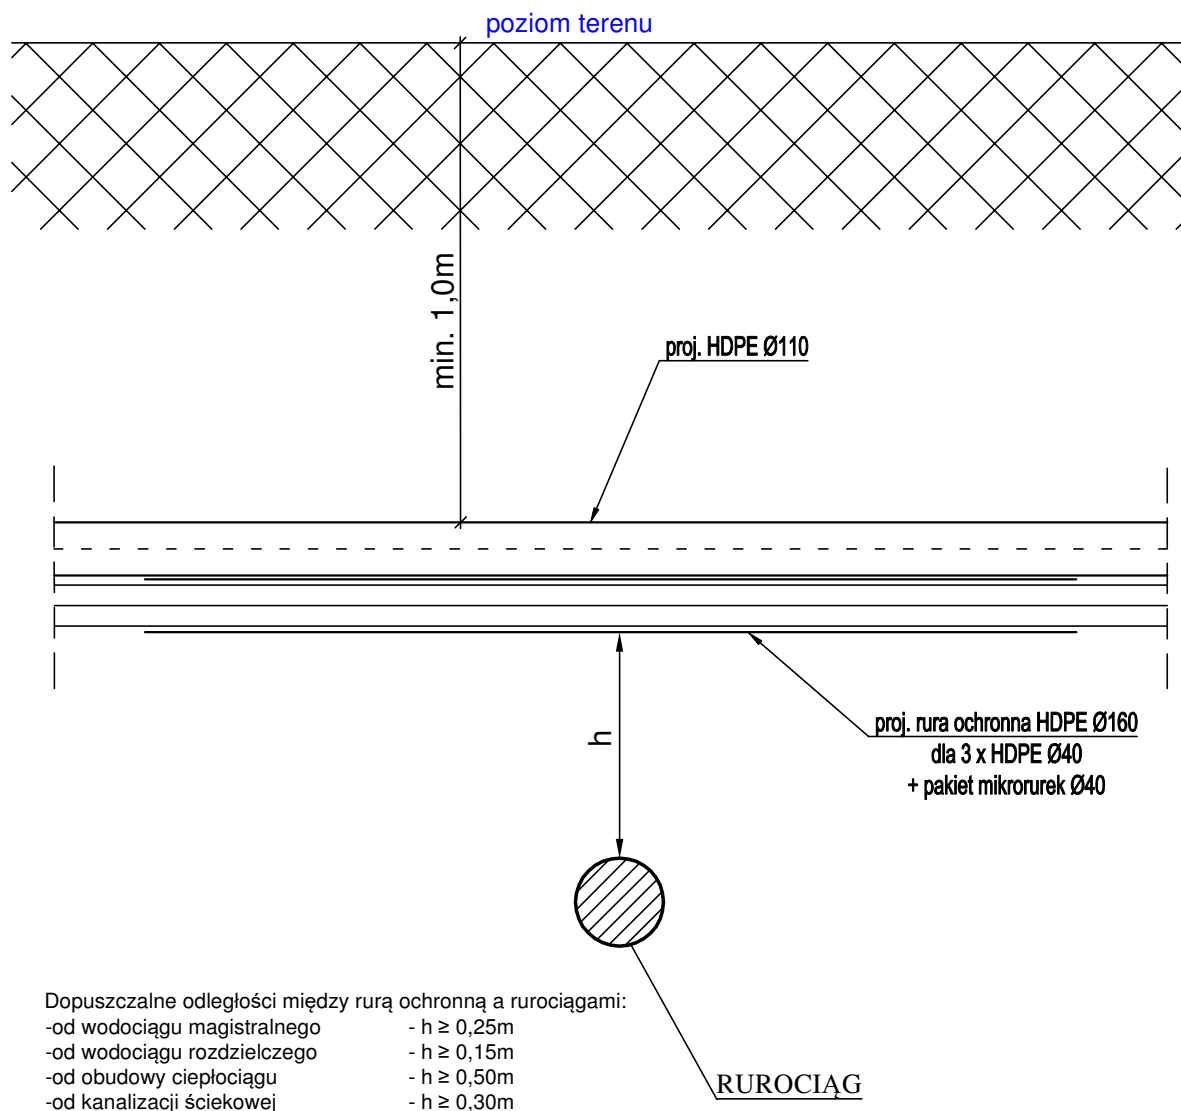 poziom terenu
min. 1,0m
proj. HDPE Ø110
h
proj. rura ochronna HDPE Ø160
dla 3 x HDPE Ø40
+ pakiet mikrorurek Ø40
Dopuszczalne odległości między rurą ochronną a rurociągami:
-od wodociągu magistralnego - h ≥ 0,25m
-od wodociągu rozdzielczego - h ≥ 0,15m
-od obudowy ciepłociągu - h ≥ 0,50m
-od kanalizacji ściekowej - h ≥ 0,30m
RUROCIĄG